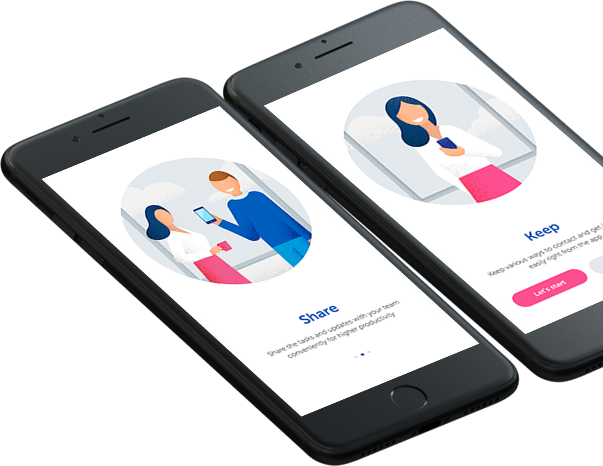 Share
Share the tasks and updates with your team
conveniently for higher productivity
Keep
Keep various ways to contact and get
easily right from the app
Let's start